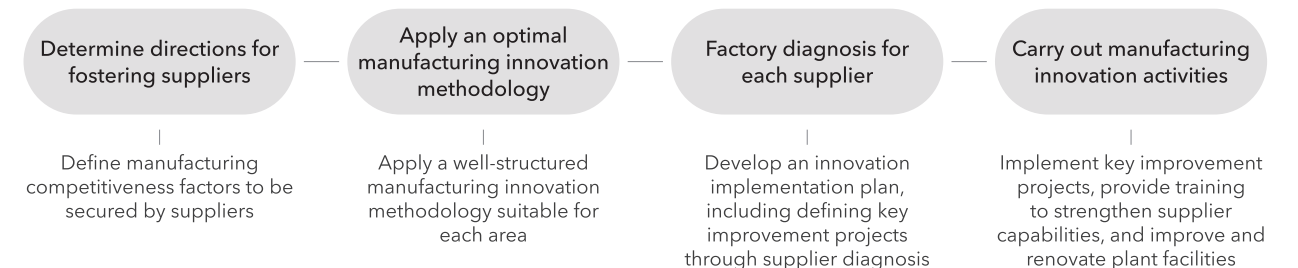 Determine directions for
fostering suppliers
Define manufacturing
competitiveness factors to be
secured by suppliers
Apply an optimal
manufacturing innovation
methodology
Apply a well-structured
manufacturing innovation
methodology suitable for
each area
Factory diagnosis for
each supplier
Develop an innovation
implementation plan,
including defining key
improvement projects
through supplier diagnosis
Carry out manufacturing
innovation activities
Implement key improvement
projects, provide training
to strengthen supplier
capabilities, and improve and
renovate plant facilities